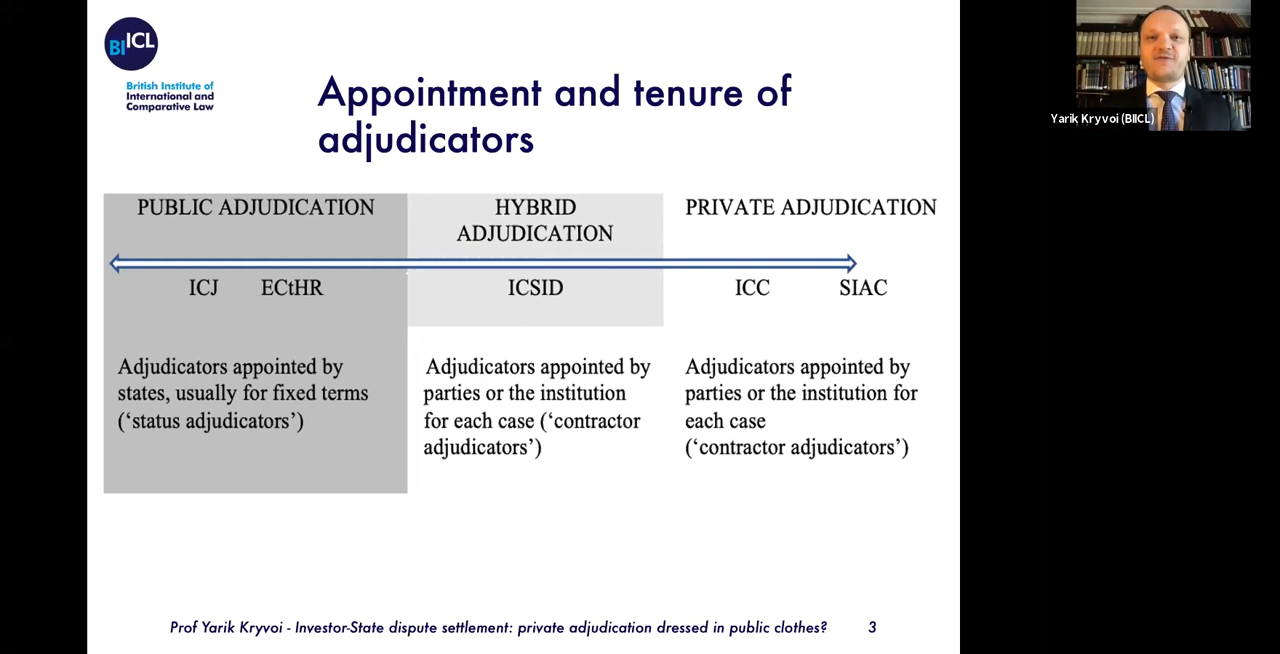 BIICL
British Institute of
International and
Comparative Law
Appointment and tenure of
adjudicators
Yarik Kryvoi (BIICL)
PUBLIC ADJUDICATION
HYBRID
ADJUDICATION
PRIVATE ADJUDICATION
ICJ ECtHR
ICSID
ICC SIAC
Adjudicators appointed by
states, usually for fixed terms
(‘status adjudicators’)
Adjudicators appointed by
parties or the institution
for each case (‘contractor
adjudicators’)
Adjudicators appointed by
parties or the institution for
each case
(‘contractor adjudicators’)
Prof Yarik Kryvoi - Investor-State dispute settlement: private adjudication dressed in public clothes? 3